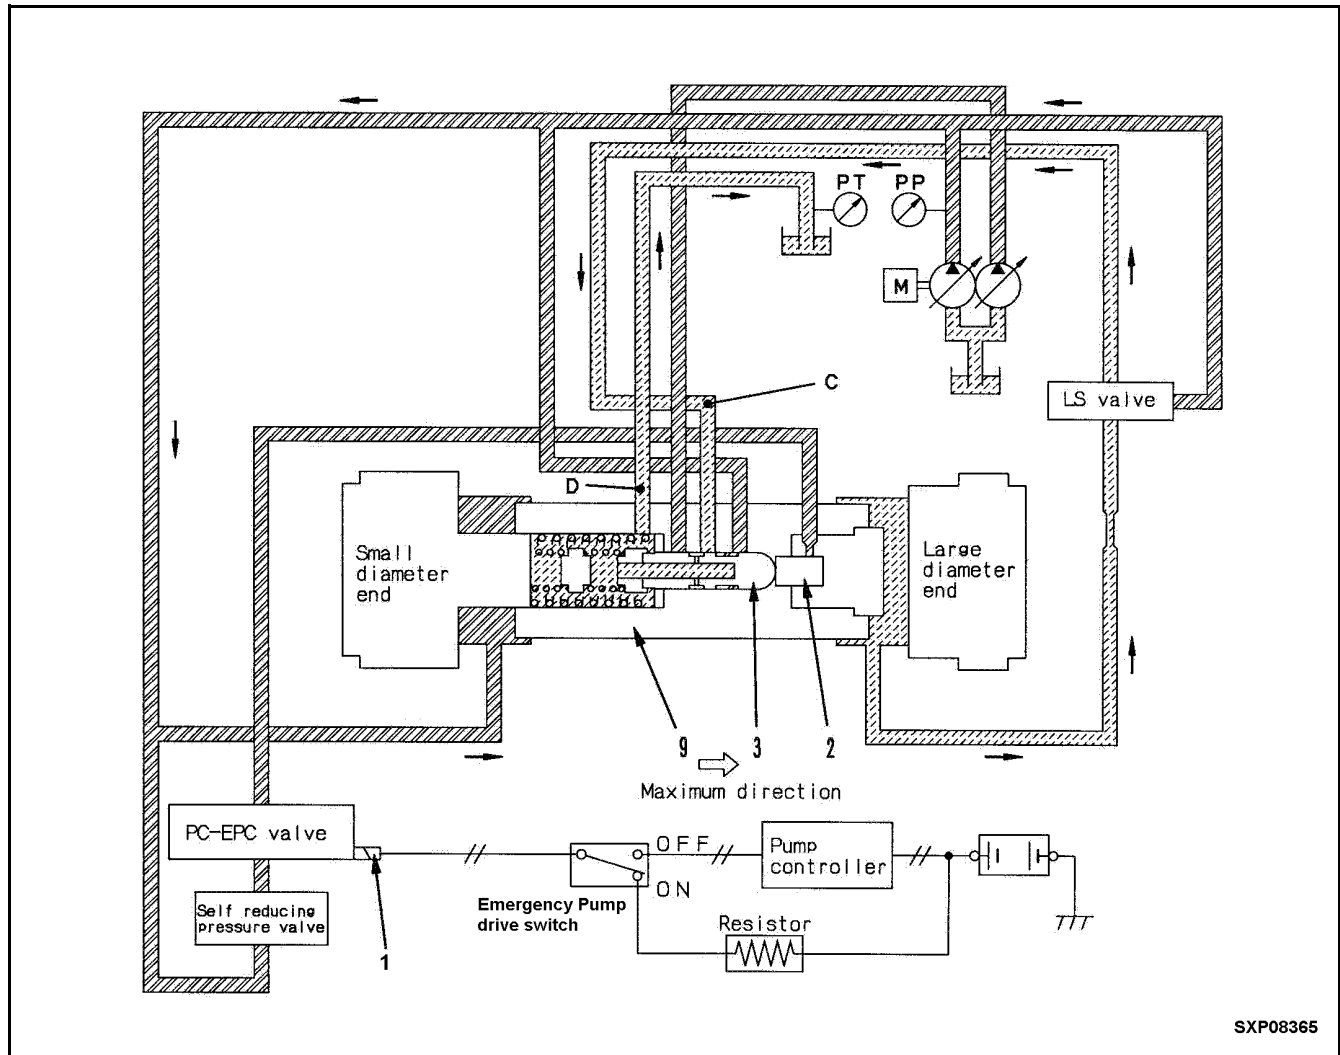 PT PP
M
C
LS valve
D
Small
diameter
end
Large
diameter
end
9 3 2
Maximum direction
PC-EPC valve
OFF
Pump
controller
ON
Emergency Pump
drive switch
Self reducing
pressure valve
Resistor
1
SXP08365